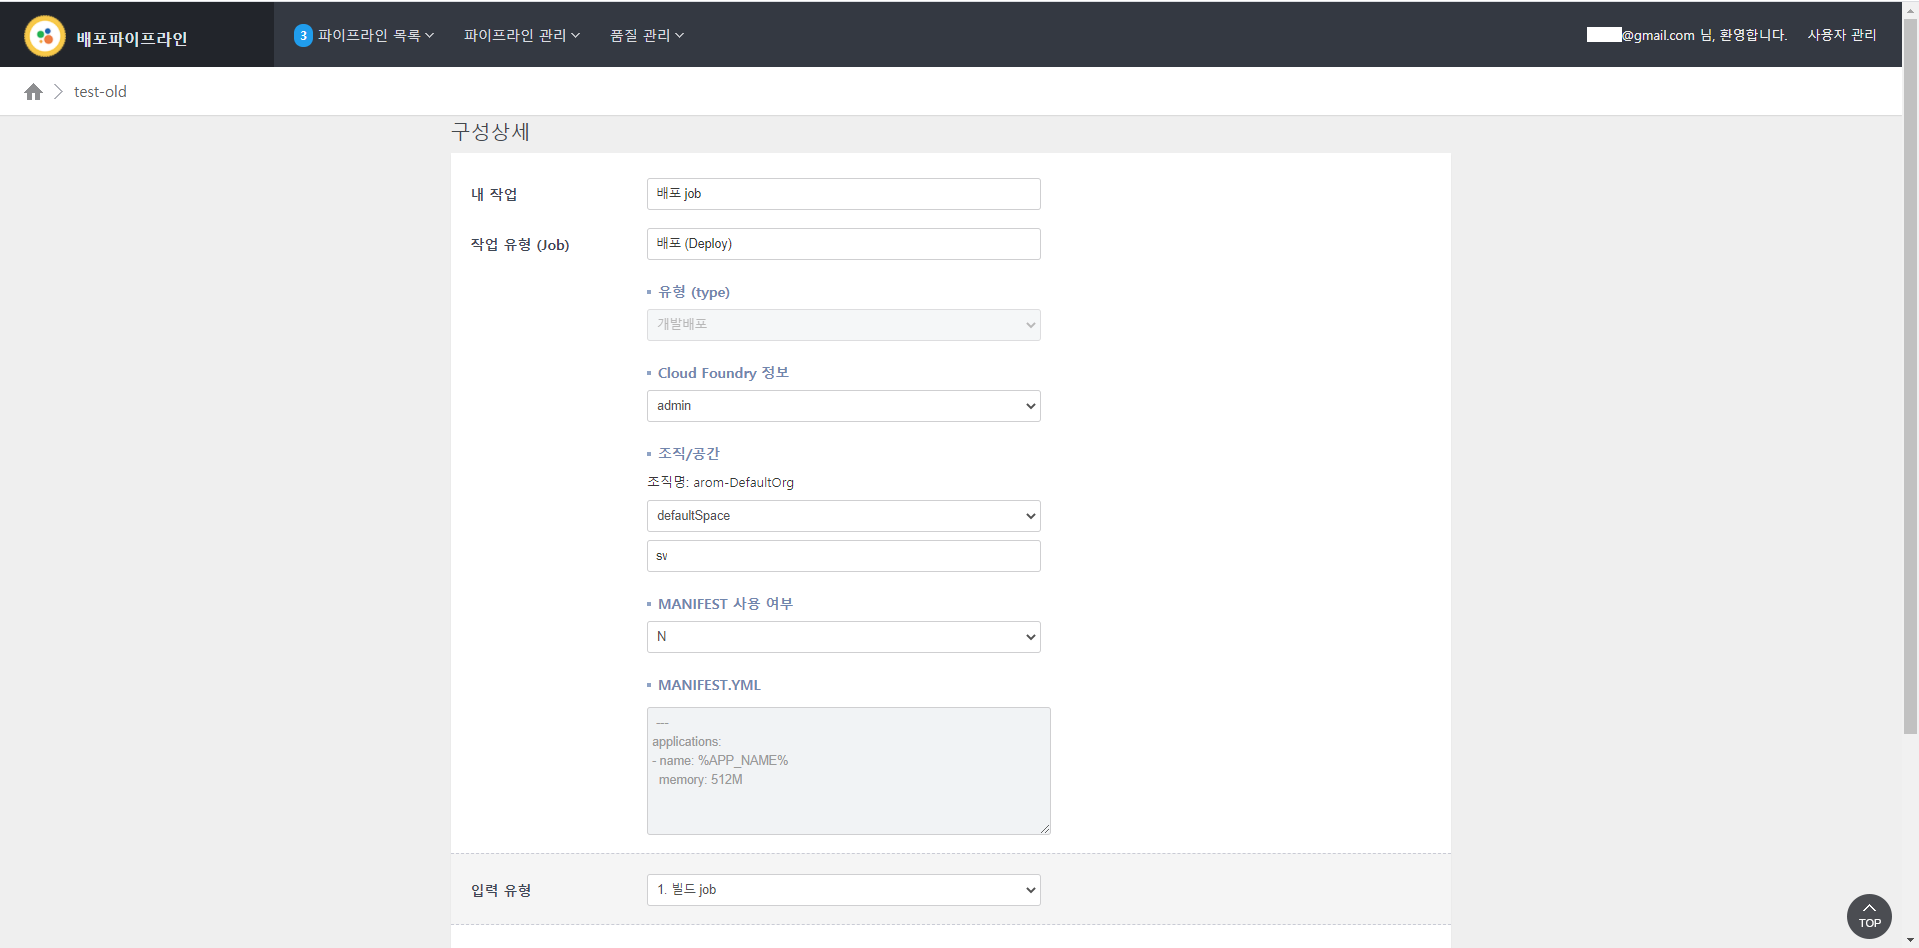 배포파이프라인
3 파이프라인 목록
파이프라인 관리
품질 관리
@gmail.com 님, 환영합니다.
사용자 관리
test-old
구성상세
내 작업
배포 job
작업 유형 (Job)
배포 (Deploy)
유형 (type)
개발배포
Cloud Foundry 정보
admin
조직/공간
조직명: arom-DefaultOrg
defaultSpace
MANIFEST 사용 여부
N
MANIFEST.YML
---
applications:
- name: %APP_NAME%
memory: 512M
입력 유형
1. 빌드 job
TOP